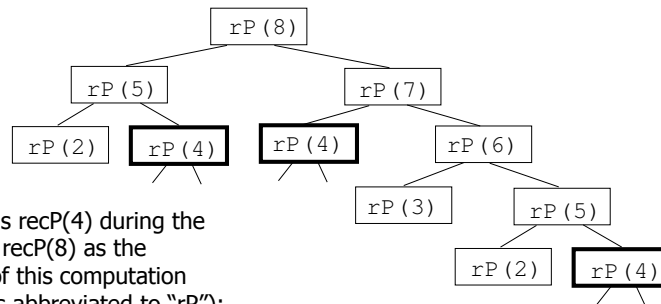 rP(8)
rP(5) rP(7)
rP(2) rP(4) rP(4) rP(6)
rP(3) rP(5)
s recP(4) during the
recP(8) as the
rP(2) rP(4)
of this computation
abbreviated to "rP"):